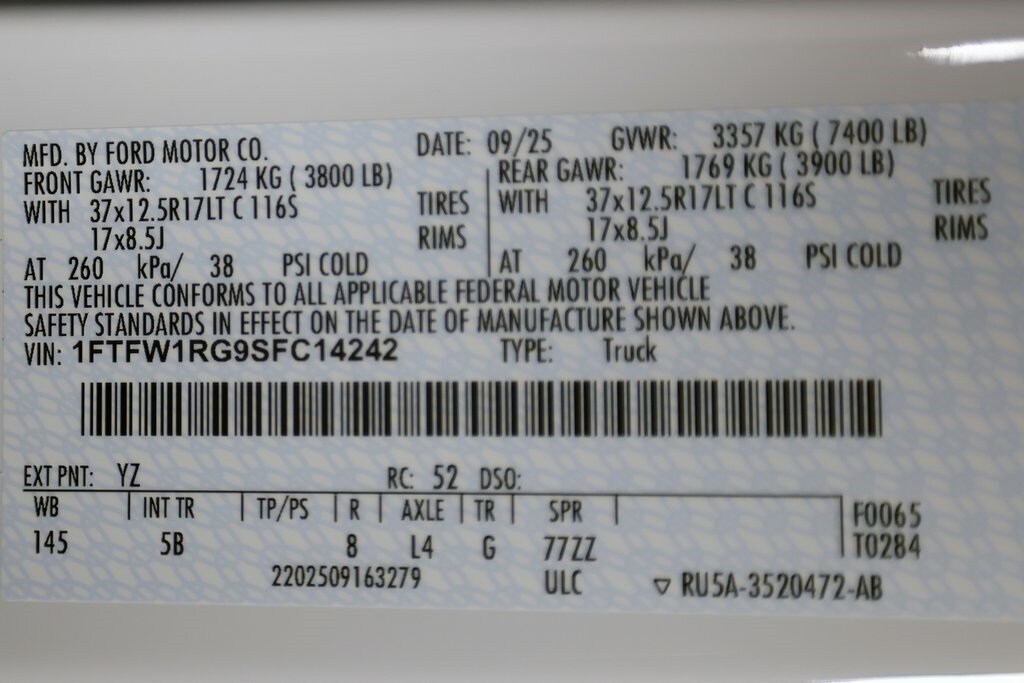 MFD. BY FORD MOTOR CO. DATE: 09/25 GVWR: 3357 KG ( 7400 LB)
FRONT GAWR: 1724 KG ( 3800 LB) REAR GAWR: 1769 KG ( 3900 LB)
WITH 37x12.5R17LT C 116S TIRES WITH 37x12.5R17LT C 116S TIRES
17x8.5J RIMS 17x8.5J RIMS
AT 260 kPa/ 38 PSI COLD AT 260 kPa/ 38 PSI COLD
THIS VEHICLE CONFORMS TO ALL APPLICABLE FEDERAL MOTOR VEHICLE
SAFETY STANDARDS IN EFFECT ON THE DATE OF MANUFACTURE SHOWN ABOVE.
VIN: 1FTFW1RG9SFC14242 TYPE: Truck
EXT PNT: YZ RC: 52 DSO:
WB INT TR TP/PS R AXLE TR SPR F0065
145 5B 8 L4 G 77ZZ T0284
2202509163279 ULC ▽ RU5A-3520472-AB